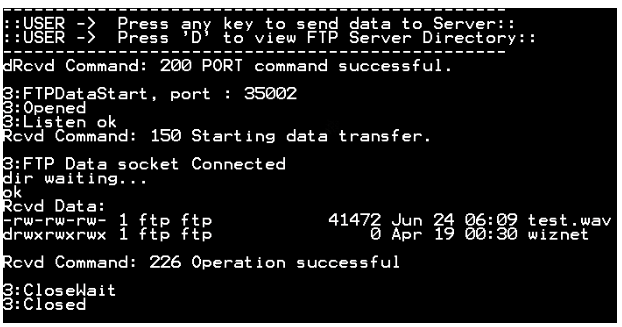 --------------------------------------------------
::USER -> Press any key to send data to Server::
::USER -> Press 'D' to view FTP Server Directory::
--------------------------------------------------
dRcvd Command: 200 PORT command successful.
3:FTPDataStart, port : 35002
3:Opened
3:Listen ok
Rcvd Command: 150 Starting data transfer.
3:FTP Data socket Connected
dir waiting...
ok
Rcvd Data:
-rw-rw-rw- 1 ftp ftp 41472 Jun 24 06:09 test.wav
drwxrwxrwx 1 ftp ftp 0 Apr 19 00:30 wiznet
Rcvd Command: 226 Operation successful
3:CloseWait
3:Closed